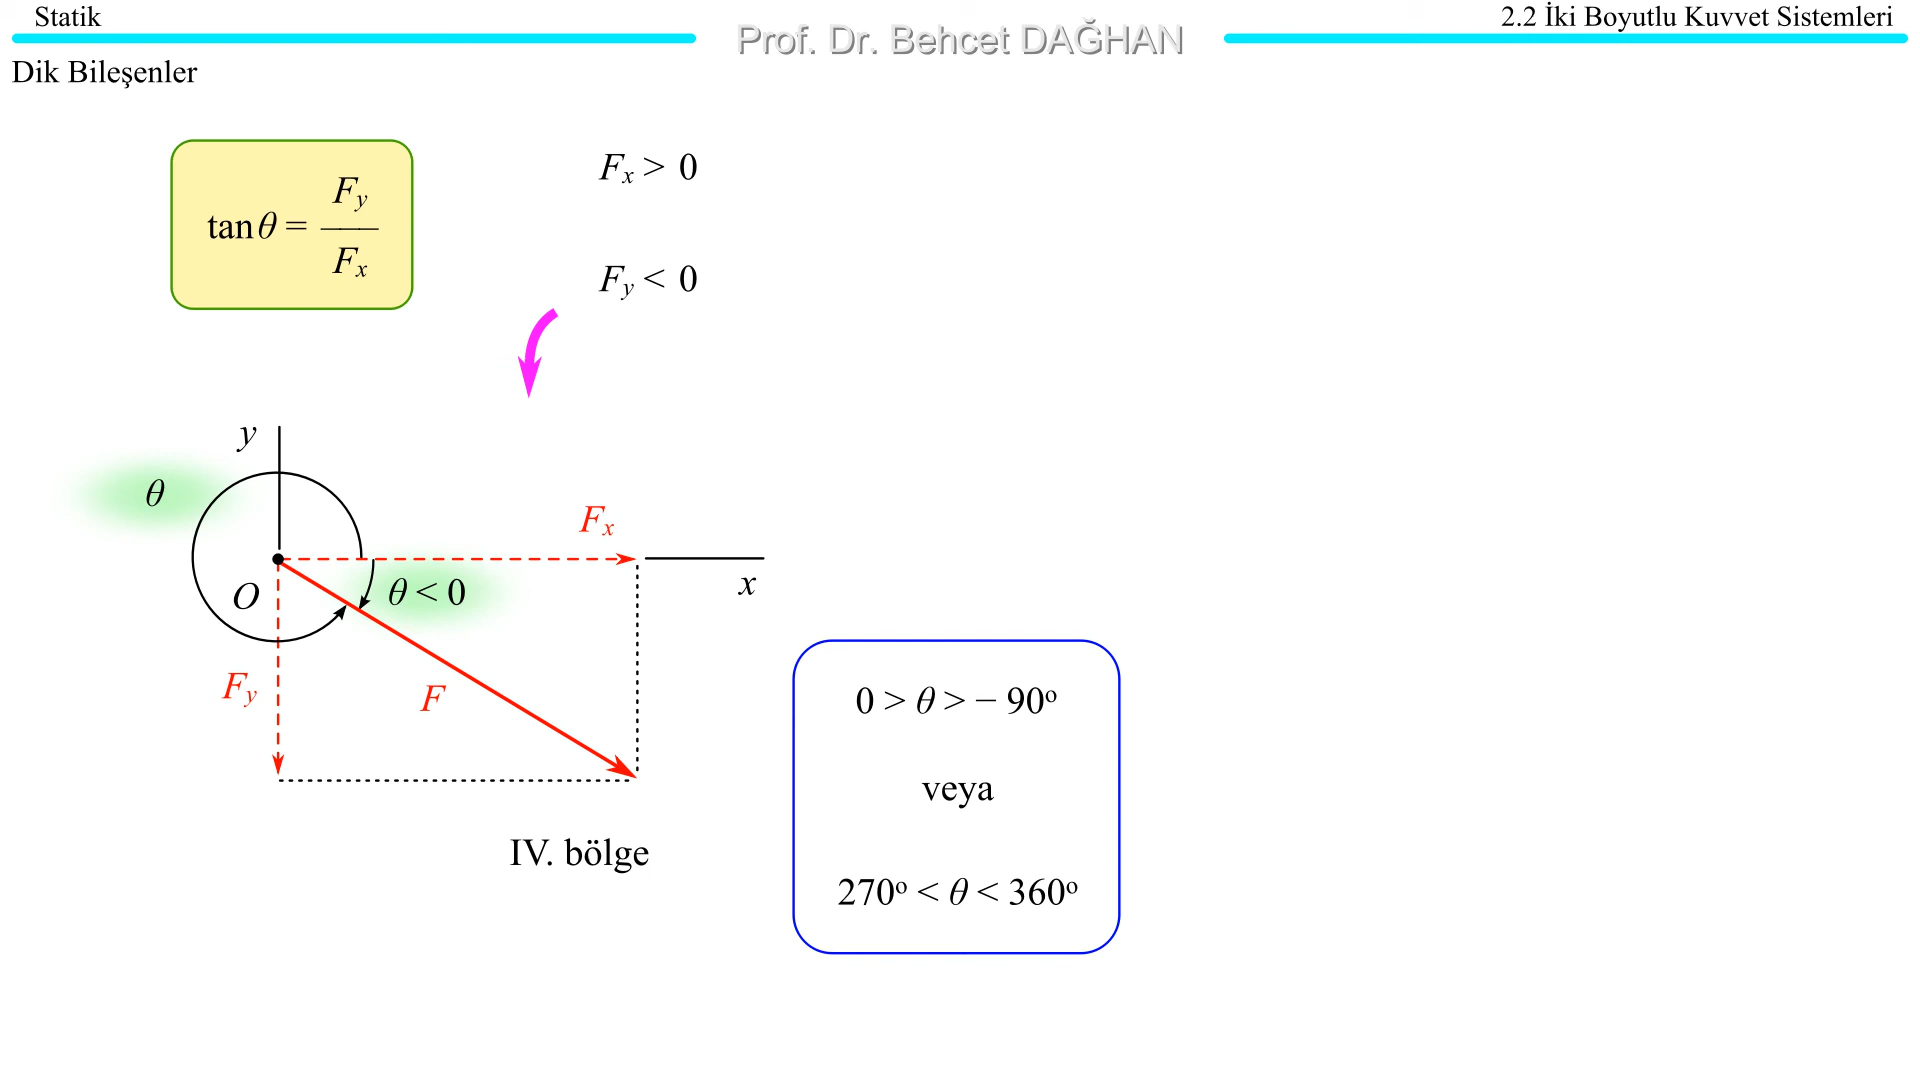 Statik
Prof. Dr. Behcet DAĞHAN
2.2 İki Boyutlu Kuvvet Sistemleri
Dik Bileşenler
tan θ = Fy / Fx
Fx > 0
Fy < 0
y
θ
Fx
x
O
θ < 0
Fy
F
IV. bölge
0 > θ > − 90º
veya
270º < θ < 360º